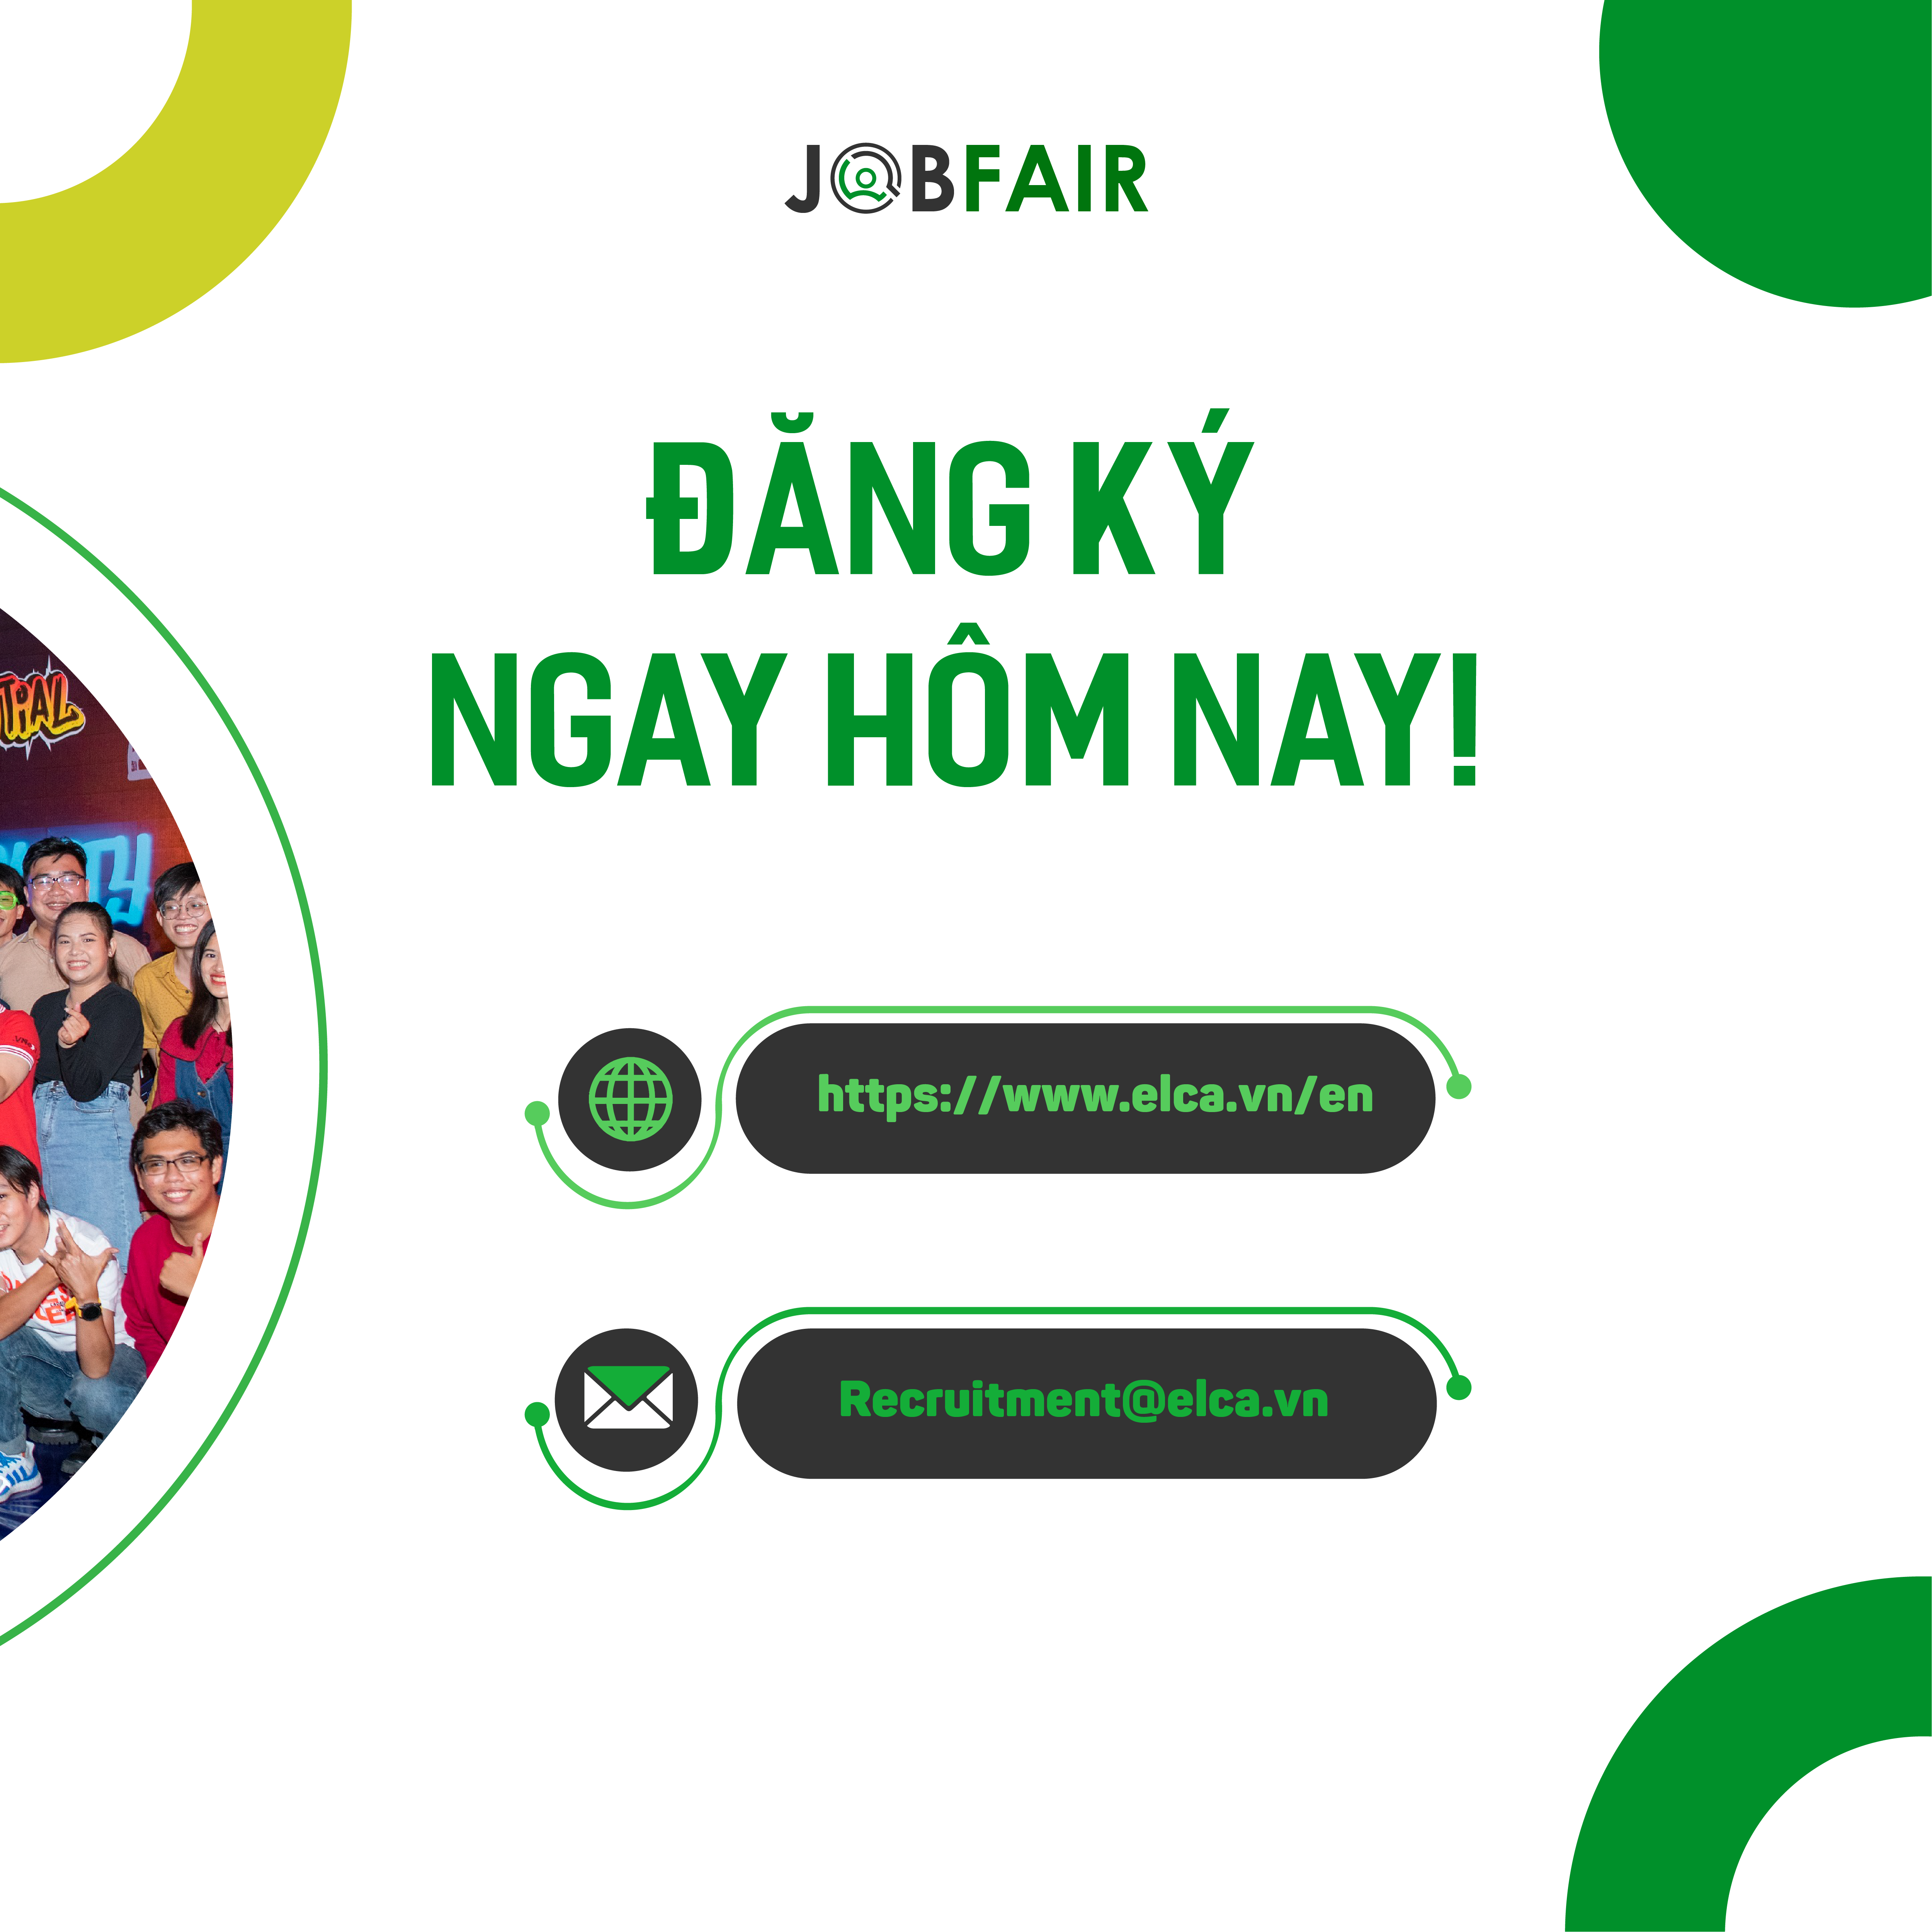 JOBFAIR
ĐĂNG KÝ
NGAY HÔM NAY!
https://www.elca.vn/en
Recruitment@elca.vn